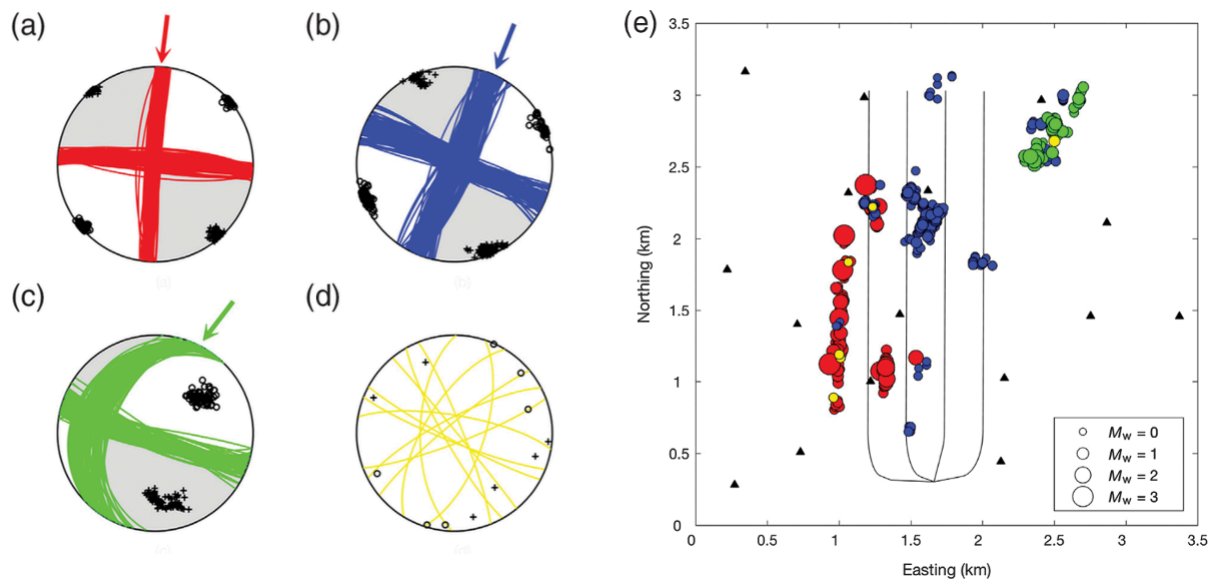 (a)
(b)
(c)
(d)
(a)
(b)
(d)
(e)
3.5
3
2.5
2
1.5
1
0.5
0
Northing (km)
0
0.5
1
1.5
2
2.5
3
3.5
Easting (km)
Mw = 0
Mw = 1
Mw = 2
Mw = 3